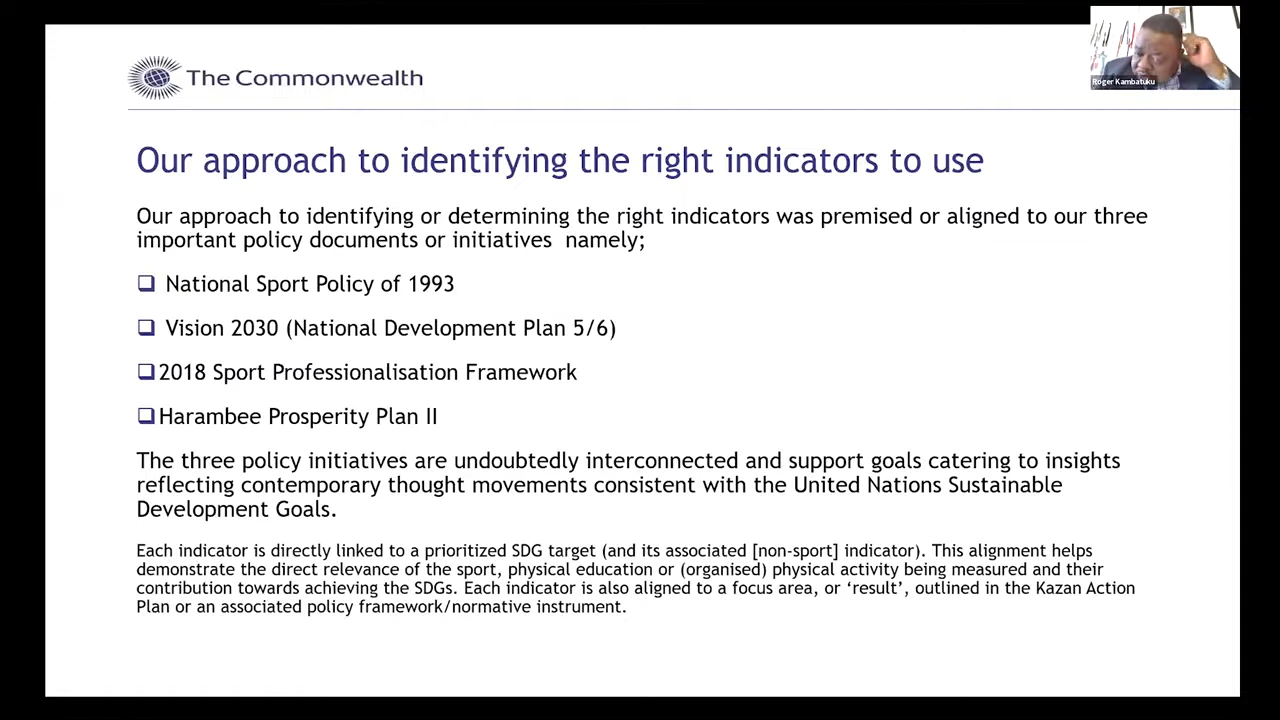 The Commonwealth
Roger Kambatuku
Our approach to identifying the right indicators to use
Our approach to identifying or determining the right indicators was premised or aligned to our three
important policy documents or initiatives  namely;
National Sport Policy of 1993
Vision 2030 (National Development Plan 5/6)
2018 Sport Professionalisation Framework
Harambee Prosperity Plan II
The three policy initiatives are undoubtedly interconnected and support goals catering to insights
reflecting contemporary thought movements consistent with the United Nations Sustainable
Development Goals.
Each indicator is directly linked to a prioritized SDG target (and its associated [non-sport] indicator). This alignment helps
demonstrate the direct relevance of the sport, physical education or (organised) physical activity being measured and their
contribution towards achieving the SDGs. Each indicator is also aligned to a focus area, or ‘result’, outlined in the Kazan Action
Plan or an associated policy framework/normative instrument.